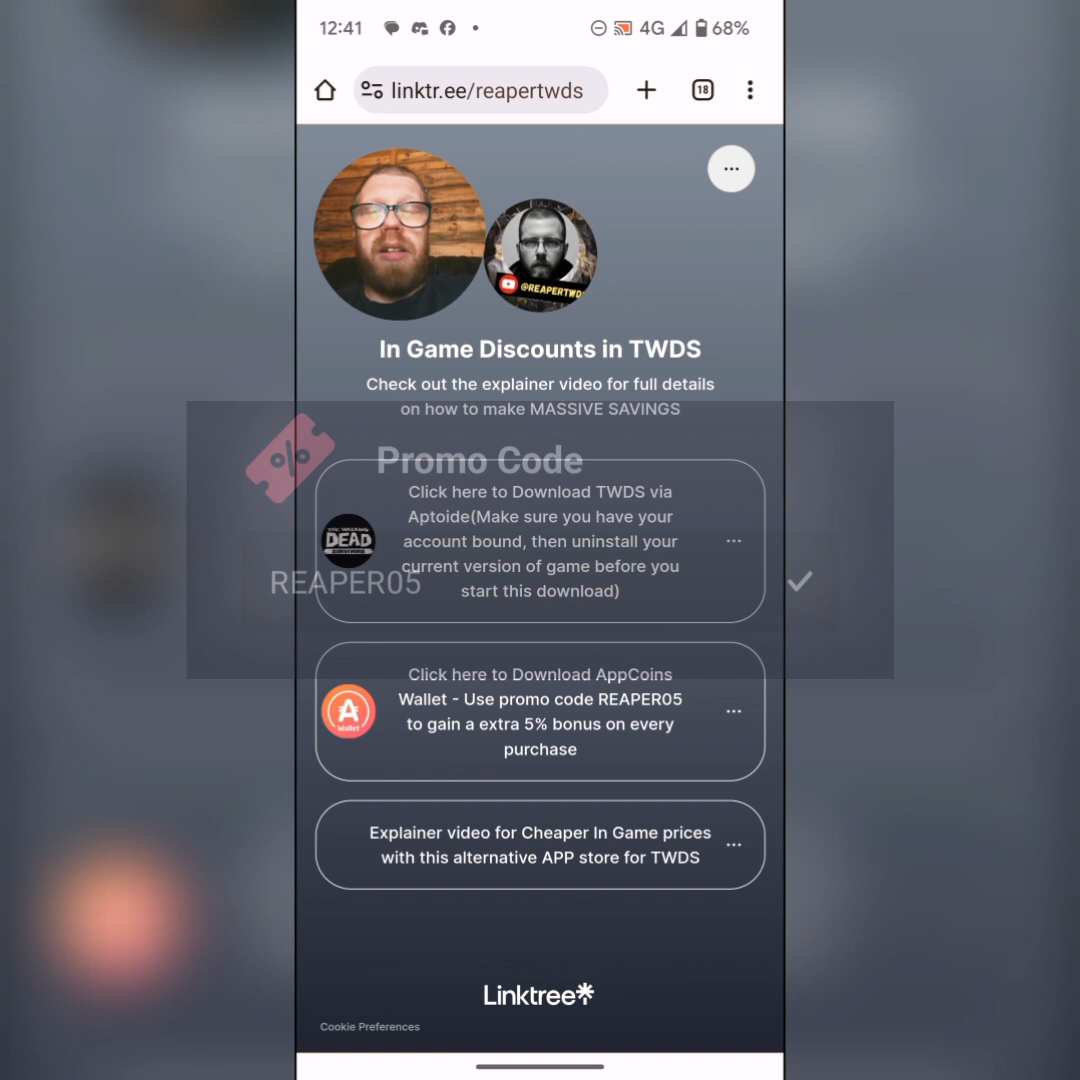 12:41
4G
68%
linktr.ee/reapertwds
18
@REAPERTWD
In Game Discounts in TWDS
Check out the explainer video for full details
on how to make MASSIVE SAVINGS
Promo Code
Click here to Download TWDS via
Aptoide(Make sure you have your
account bound, then uninstall your
current version of game before you
start this download)
THE WALKING
DEAD
REAPER05
Click here to Download AppCoins
Wallet - Use promo code REAPER05
to gain a extra 5% bonus on every
purchase
Wallet
Explainer video for Cheaper In Game prices
with this alternative APP store for TWDS
Linktree
Cookie Preferences